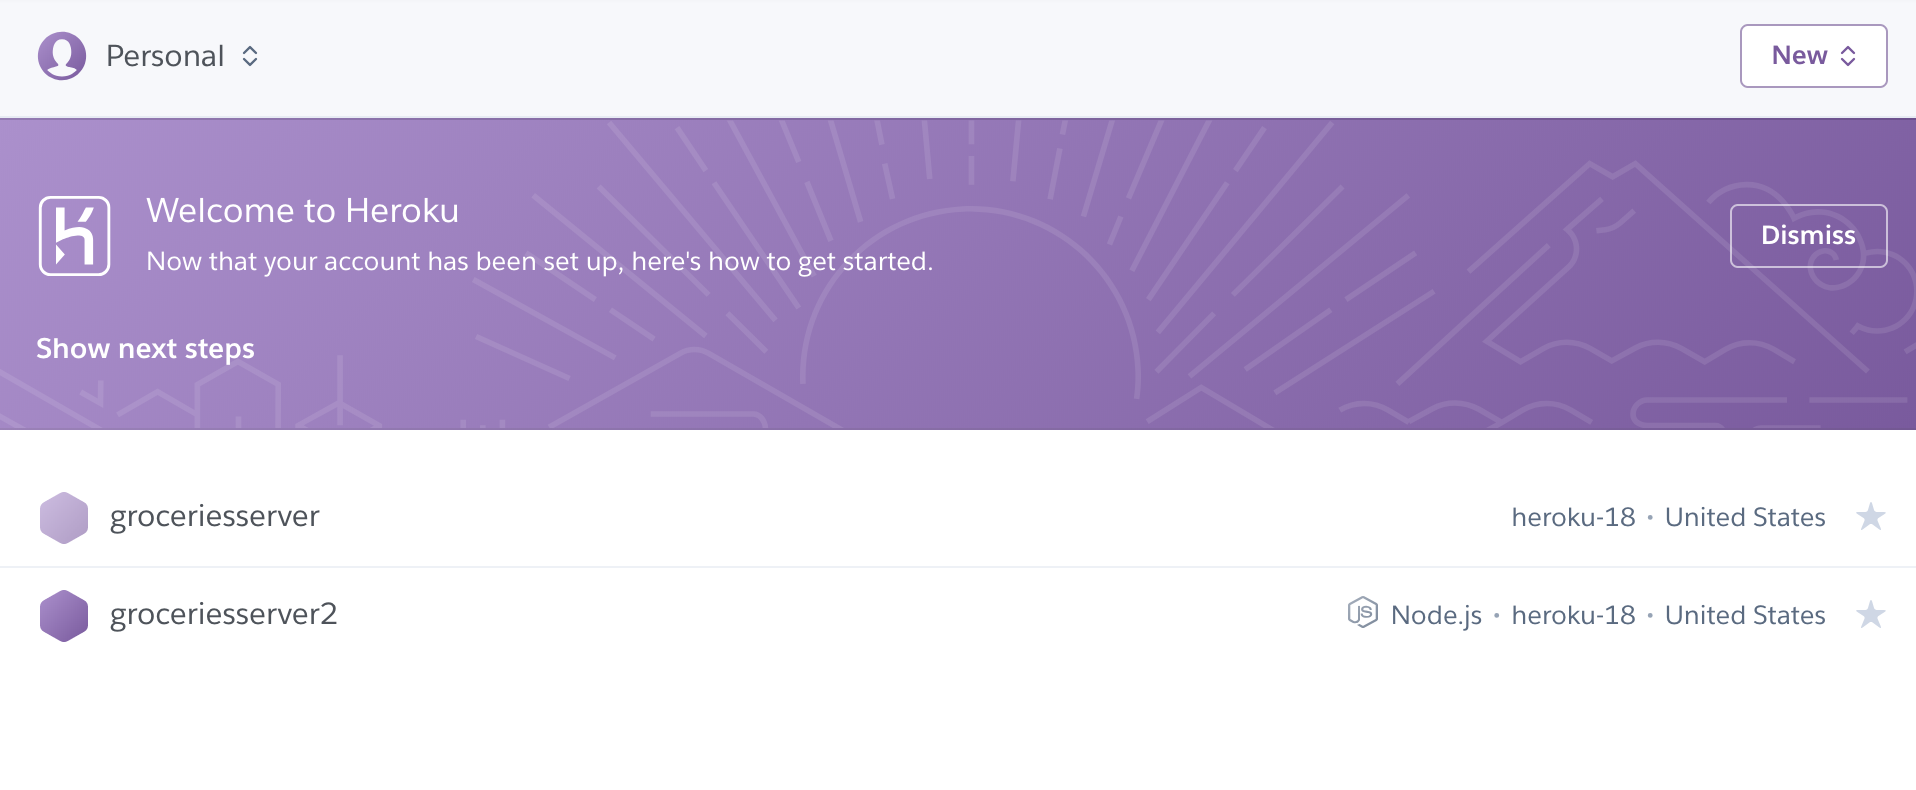 Personal
New
Welcome to Heroku
Now that your account has been set up, here's how to get started.
Dismiss
Show next steps
groceriesserver
heroku-18 • United States
groceriesserver2
JS Node.js • heroku-18 • United States